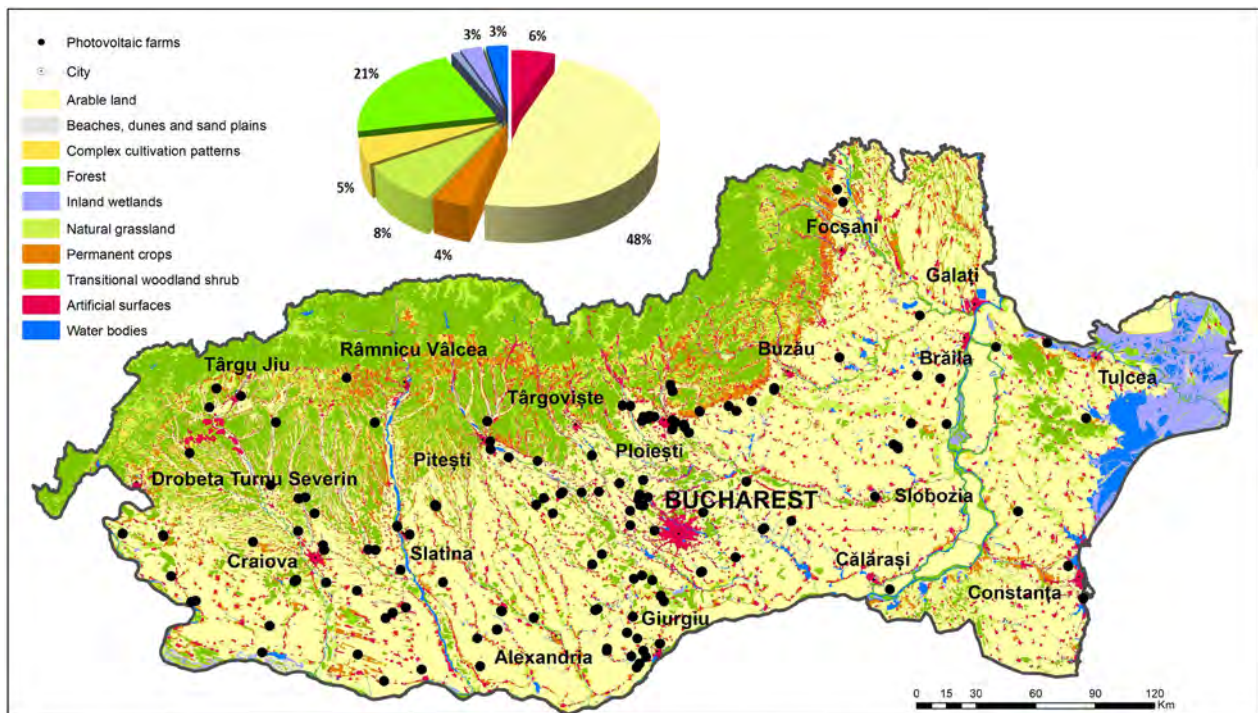 Photovoltaic farms
City
Arable land
Beaches, dunes and sand plains
Complex cultivation patterns
Forest
Inland wetlands
Natural grassland
Permanent crops
Transitional woodland shrub
Artificial surfaces
Water bodies
3%
3%
6%
21%
5%
8%
4%
48%
Focșani
Galați
Râmnicu Vâlcea
Târgu Jiu
Buzău
Brăila
Tulcea
Târgoviște
Ploiești
Pitești
Drobeta Turnu Severin
BUCHAREST
Slobozia
Slatina
Craiova
Călărași
Constanța
Giurgiu
Alexandria
0 15 30 60 90 120
Km